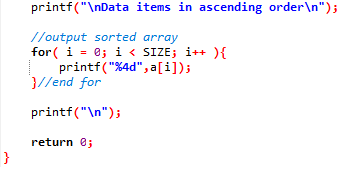 printf("\nData items in ascending order\n");
//output sorted array
for( i = 0; i < SIZE; i++ ){
printf("%4d",a[i]);
}//end for
printf("\n");
return 0;
}